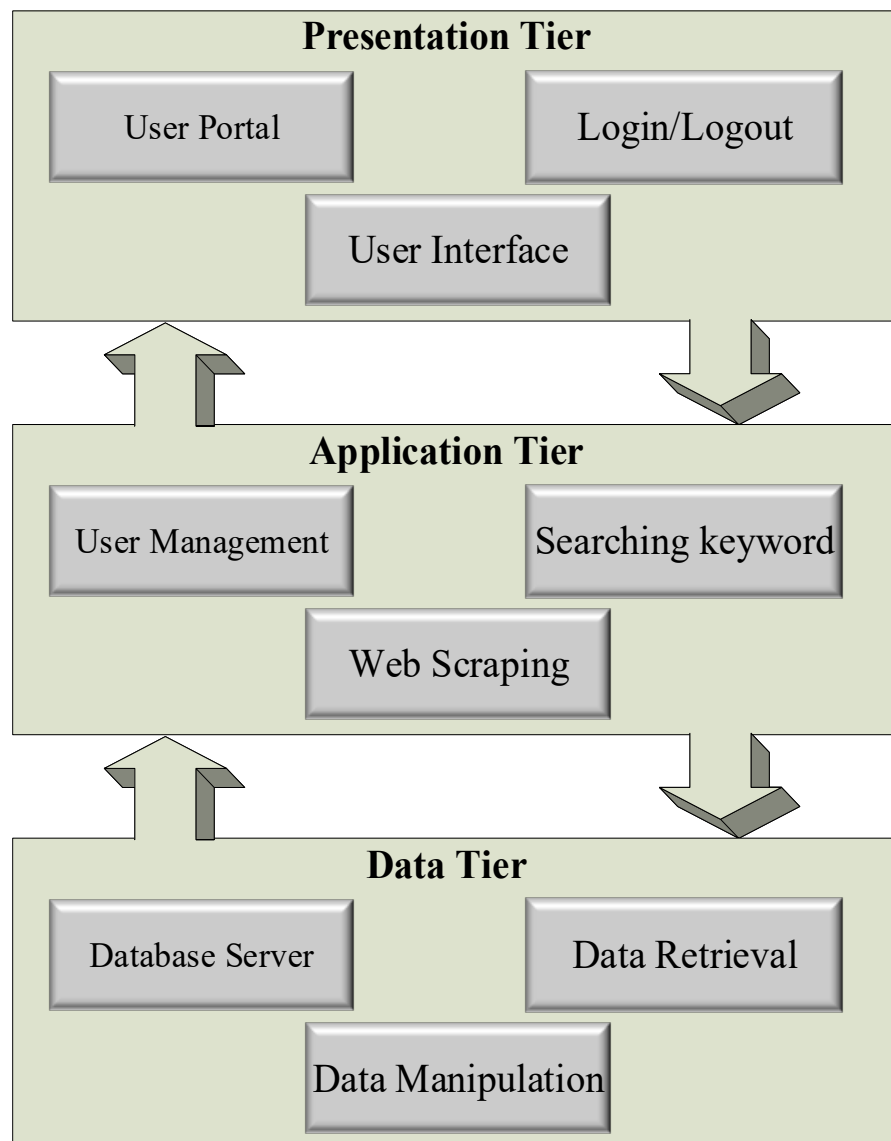 Presentation Tier
User Portal
Login/Logout
User Interface
Application Tier
User Management
Searching keyword
Web Scraping
Data Tier
Database Server
Data Retrieval
Data Manipulation